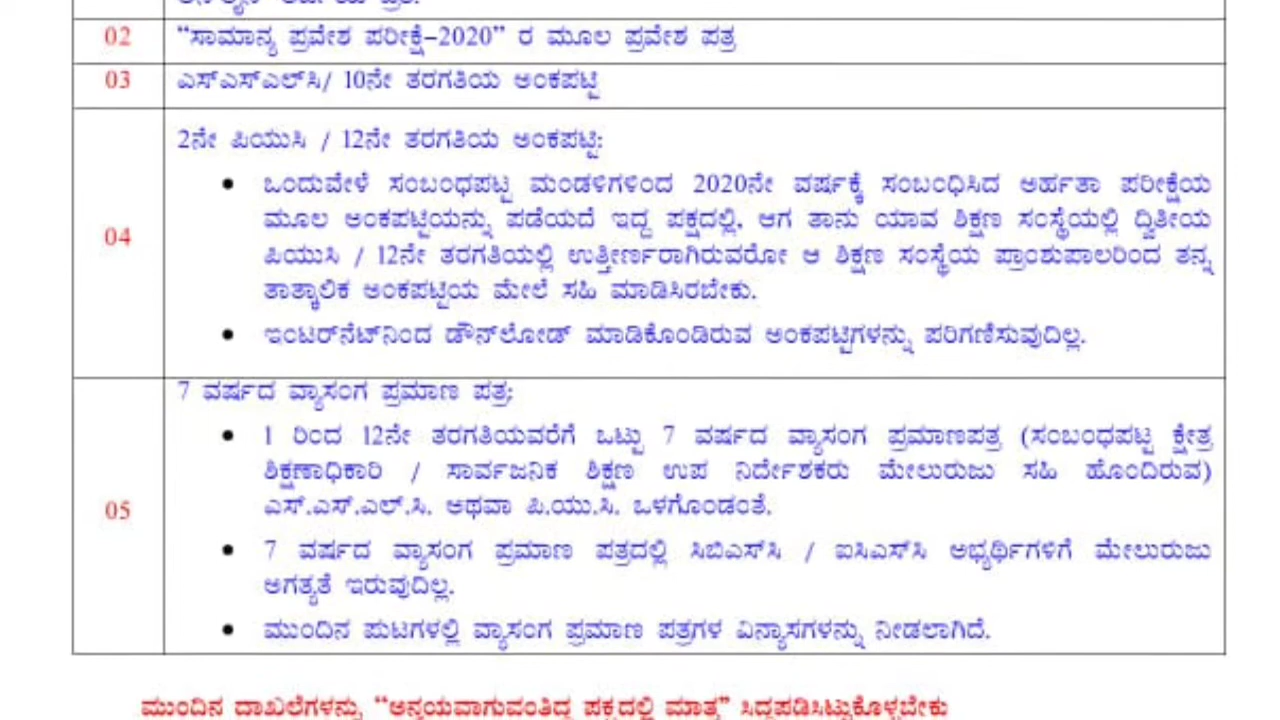 02 “ಸಾಮಾನ್ಯ ಪ್ರವೇಶ ಪರೀಕ್ಷೆ–2020” ರ ಮೂಲ ಪ್ರವೇಶ ಪತ್ರ
03 ಎಸ್ಎಸ್ಎಲ್‌ಸಿ/ 10ನೇ ತರಗತಿಯ ಅಂಕಪಟ್ಟಿ
2ನೇ ಪಿಯುಸಿ / 12ನೇ ತರಗತಿಯ ಅಂಕಪಟ್ಟಿ:
• ಒಂದುವೇಳೆ ಸಂಬಂಧಪಟ್ಟ ಮಂಡಳಿಗಳಿಂದ 2020ನೇ ವರ್ಷಕ್ಕೆ ಸಂಬಂಧಿಸಿದ ಅರ್ಹತಾ ಪರೀಕ್ಷೆಯ
ಮೂಲ ಅಂಕಪಟ್ಟಿಯನ್ನು ಪಡೆಯದೆ ಇದ್ದ ಪಕ್ಷದಲ್ಲಿ, ಆಗ ತಾನು ಯಾವ ಶಿಕ್ಷಣ ಸಂಸ್ಥೆಯಲ್ಲಿ ದ್ವಿತೀಯ
04
ಪಿಯುಸಿ / 12ನೇ ತರಗತಿಯಲ್ಲಿ ಉತ್ತೀರ್ಣರಾಗಿರುವರೋ ಆ ಶಿಕ್ಷಣ ಸಂಸ್ಥೆಯ ಪ್ರಾಂಶುಪಾಲರಿಂದ ತನ್ನ
ತಾತ್ಕಾಲಿಕ ಅಂಕಪಟ್ಟಿಯ ಮೇಲೆ ಸಹಿ ಮಾಡಿಸಿರಬೇಕು.
• ಇಂಟರ್‌ನೆಟ್‌ನಿಂದ ಡೌನ್‌ಲೋಡ್ ಮಾಡಿಕೊಂಡಿರುವ ಅಂಕಪಟ್ಟಿಗಳನ್ನು ಪರಿಗಣಿಸುವುದಿಲ್ಲ.
7 ವರ್ಷದ ವ್ಯಾಸಂಗ ಪ್ರಮಾಣ ಪತ್ರ:
• 1 ರಿಂದ 12ನೇ ತರಗತಿಯವರೆಗೆ ಒಟ್ಟು 7 ವರ್ಷದ ವ್ಯಾಸಂಗ ಪ್ರಮಾಣಪತ್ರ (ಸಂಬಂಧಪಟ್ಟ ಕ್ಷೇತ್ರ
ಶಿಕ್ಷಣಾಧಿಕಾರಿ / ಸಾರ್ವಜನಿಕ ಶಿಕ್ಷಣ ಉಪ ನಿರ್ದೇಶಕರು ಮೇಲುರುಜು ಸಹಿ ಹೊಂದಿರುವ)
05 ಎಸ್.ಎಸ್.ಎಲ್.ಸಿ. ಅಥವಾ ಪಿ.ಯು.ಸಿ. ಒಳಗೊಂಡಂತೆ.
• 7 ವರ್ಷದ ವ್ಯಾಸಂಗ ಪ್ರಮಾಣ ಪತ್ರದಲ್ಲಿ ಸಿಬಿಎಸ್‌ಸಿ / ಐಸಿಎಸ್‌ಸಿ ಅಭ್ಯರ್ಥಿಗಳಿಗೆ ಮೇಲುರುಜು
ಅಗತ್ಯತೆ ಇರುವುದಿಲ್ಲ.
• ಮುಂದಿನ ಪುಟಗಳಲ್ಲಿ ವ್ಯಾಸಂಗ ಪ್ರಮಾಣ ಪತ್ರಗಳ ವಿನ್ಯಾಸಗಳನ್ನು ನೀಡಲಾಗಿದೆ.
ಮುಂದಿನ ದಾಖಲೆಗಳನ್ನು “ಅನ್ವಯವಾಗುವಂತಿದ್ದ ಪಕ್ಷದಲ್ಲಿ ಮಾತ್ರ” ಸಿದ್ಧಪಡಿಸಿಟ್ಟುಕೊಳ್ಳಬೇಕು